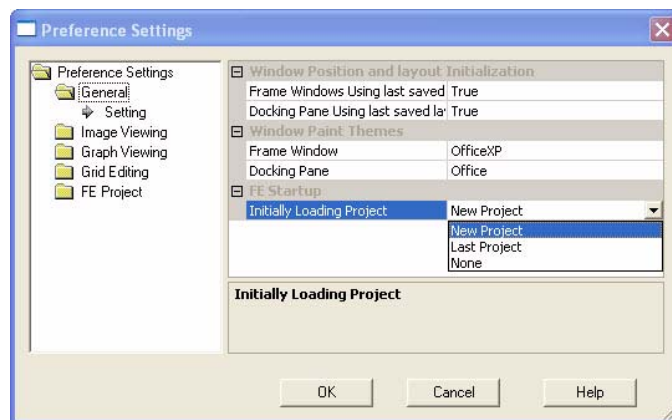 Preference Settings
Preference Settings
General
Setting
Image Viewing
Graph Viewing
Grid Editing
FE Project
Window Position and layout Initialization
Frame Windows Using last saved True
Docking Pane Using last saved la True
Window Paint Themes
Frame Window OfficeXP
Docking Pane Office
FE Startup
Initially Loading Project New Project
New Project
Last Project
None
Initially Loading Project
OK Cancel Help